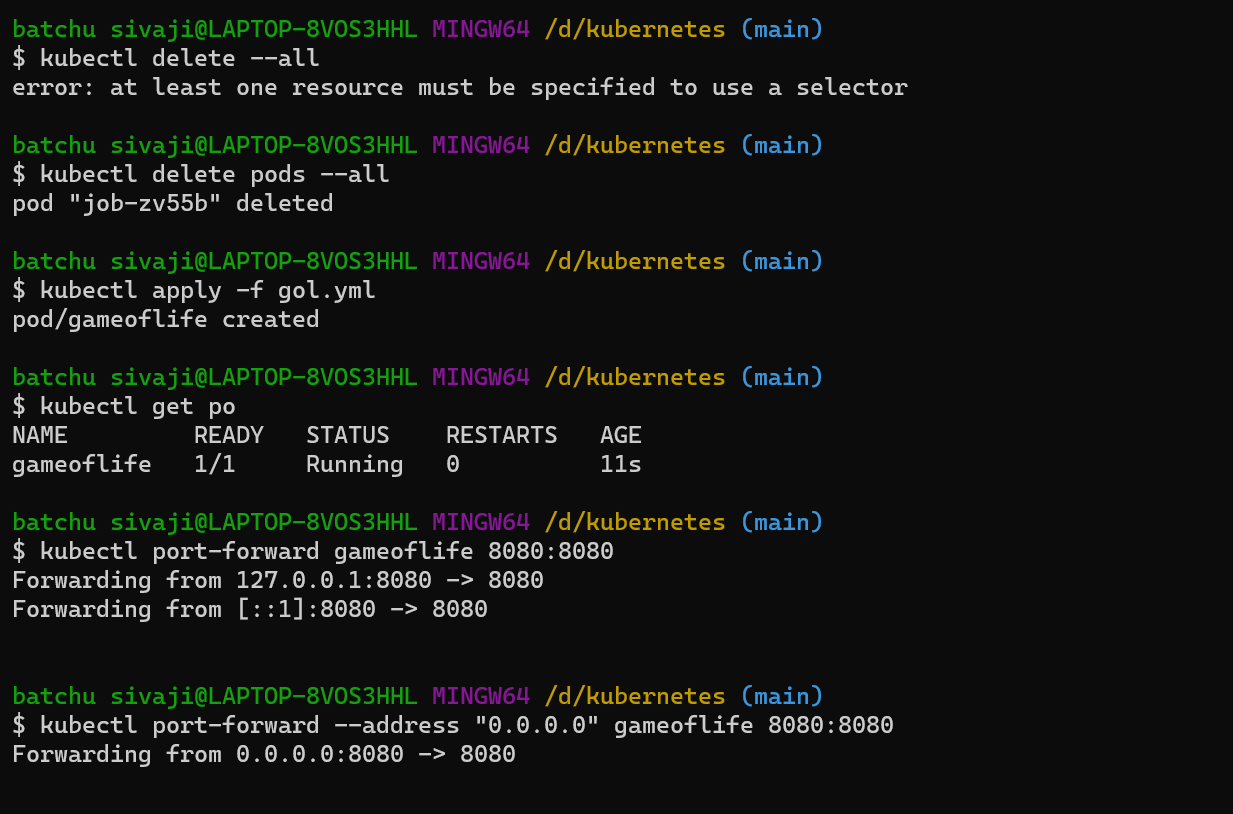 batchu sivaji@LAPTOP-8VOS3HHL MINGW64 /d/kubernetes (main)
$ kubectl delete --all
error: at least one resource must be specified to use a selector
batchu sivaji@LAPTOP-8VOS3HHL MINGW64 /d/kubernetes (main)
$ kubectl delete pods --all
pod "job-zv55b" deleted
batchu sivaji@LAPTOP-8VOS3HHL MINGW64 /d/kubernetes (main)
$ kubectl apply -f gol.yml
pod/gameoflife created
batchu sivaji@LAPTOP-8VOS3HHL MINGW64 /d/kubernetes (main)
$ kubectl get po
NAME         READY   STATUS    RESTARTS   AGE
gameoflife   1/1     Running   0          11s
batchu sivaji@LAPTOP-8VOS3HHL MINGW64 /d/kubernetes (main)
$ kubectl port-forward gameoflife 8080:8080
Forwarding from 127.0.0.1:8080 -> 8080
Forwarding from [::1]:8080 -> 8080
batchu sivaji@LAPTOP-8VOS3HHL MINGW64 /d/kubernetes (main)
$ kubectl port-forward --address "0.0.0.0" gameoflife 8080:8080
Forwarding from 0.0.0.0:8080 -> 8080